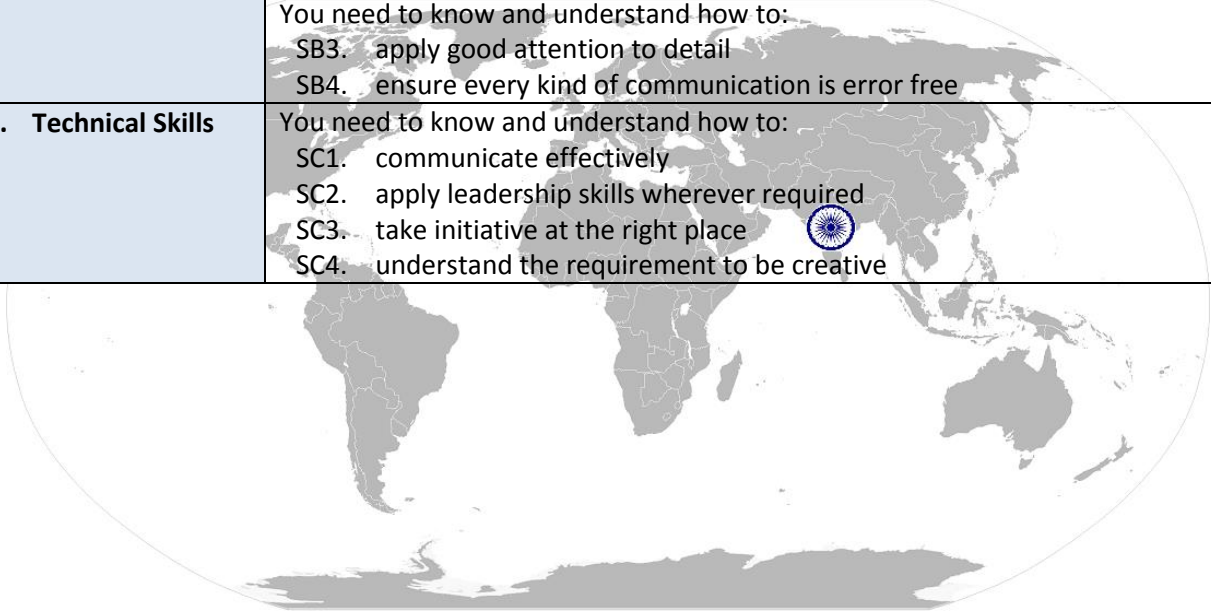 You need to know and understand how to:
SB3. apply good attention to detail
SB4. ensure every kind of communication is error free
. Technical Skills
You need to know and understand how to:
SC1. communicate effectively
SC2. apply leadership skills wherever required
SC3. take initiative at the right place
SC4. understand the requirement to be creative